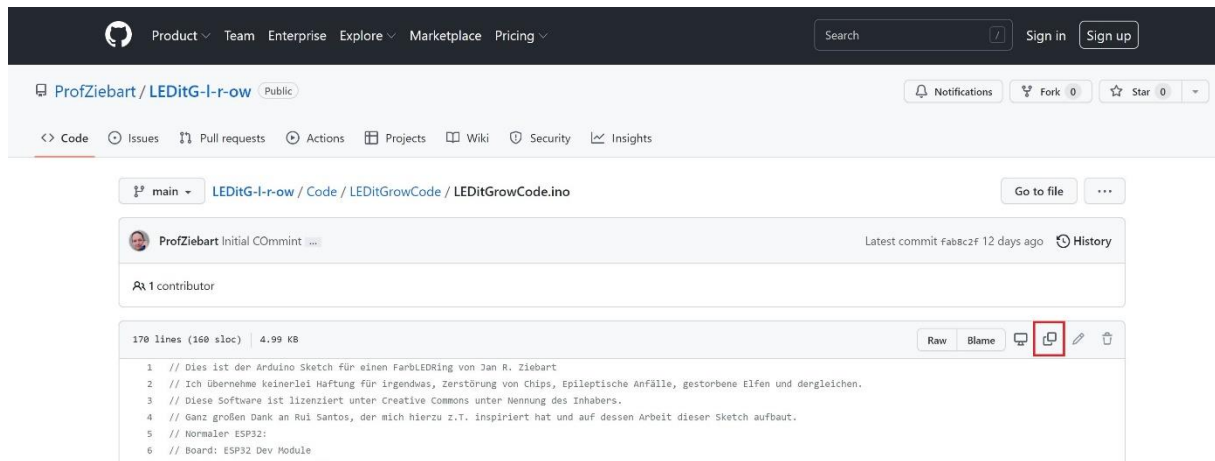 Product Team Enterprise Explore Marketplace Pricing Search / Sign in Sign up
ProfZiebart / LEDitG-l-r-ow Public Notifications Fork 0 Star 0
<> Code Issues Pull requests Actions Projects Wiki Security Insights
main LEDitG-l-r-ow / Code / LEDitGrowCode / LEDitGrowCode.ino Go to file ...
ProfZiebart Initial COmmint ... Latest commit fab8c2f 12 days ago History
1 contributor
170 lines (160 sloc) 4.99 KB Raw Blame
1 // Dies ist der Arduino Sketch für einen FarbLEDRing von Jan R. Ziebart
2 // Ich übernehme keinerlei Haftung für irgendwas, Zerstörung von Chips, Epileptische Anfälle, gestorbene Elfen und dergleichen.
3 // Diese Software ist lizenziert unter Creative Commons unter Nennung des Inhabers.
4 // Ganz großen Dank an Rui Santos, der mich hierzu z.T. inspiriert hat und auf dessen Arbeit dieser Sketch aufbaut.
5 // Normaler ESP32:
6 // Board: ESP32 Dev Module